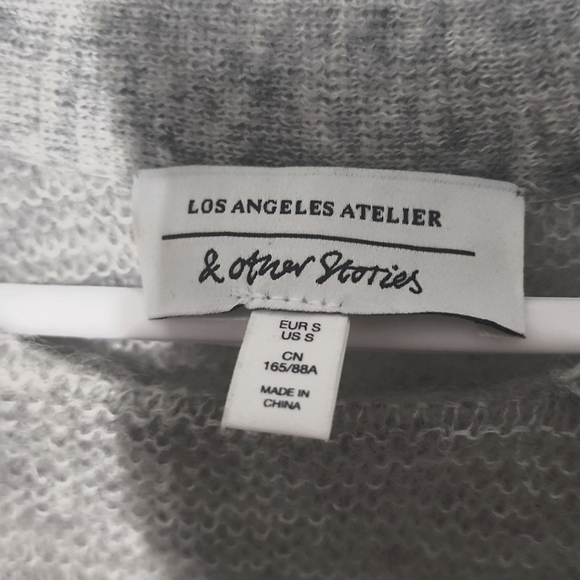 LOS ANGELES ATELIER
& other Stories
EUR S
US S
CN
165/88A
MADE IN
CHINA